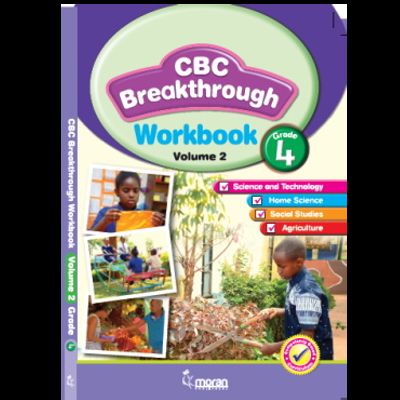 CBC
Breakthrough
Workbook
Volume 2
Grade
4
Science and Technology
Home Science
Social Studies
Agriculture
CBC Breakthrough Workbook Volume 2 Grade
moran